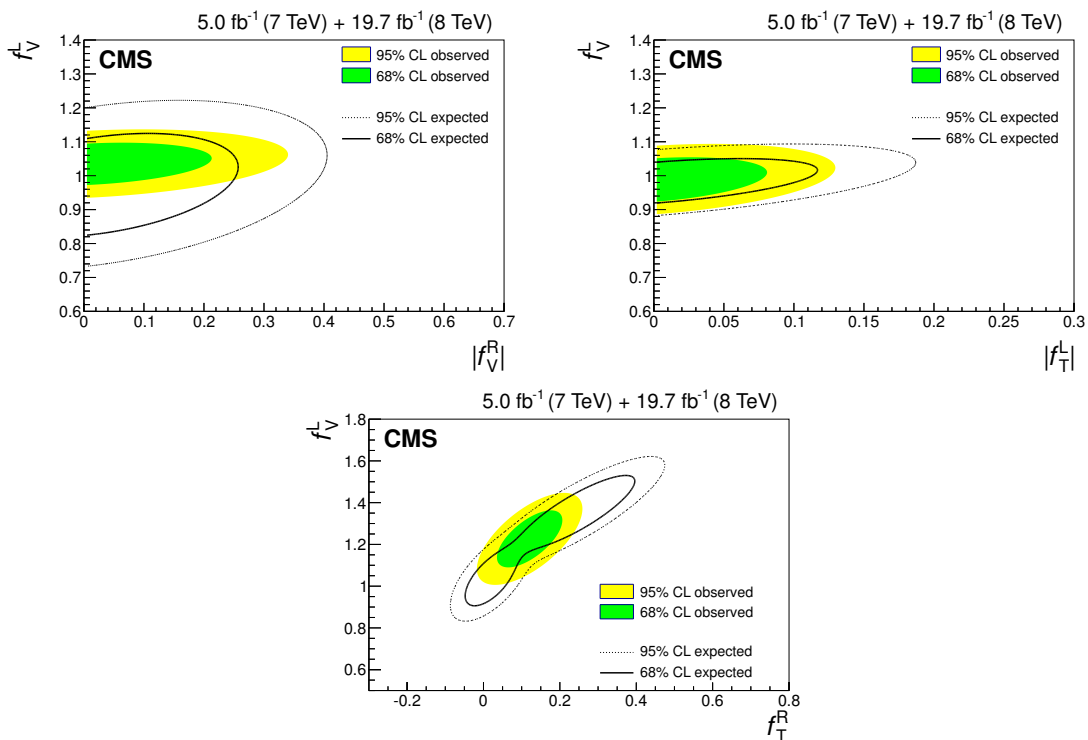 5.0 fb⁻¹ (7 TeV) + 19.7 fb⁻¹ (8 TeV)
f_V^L
1.4
1.3
1.2
1.1
1
0.9
0.8
0.7
0.6
CMS
95% CL observed
68% CL observed
95% CL expected
68% CL expected
0 0.1 0.2 0.3 0.4 0.5 0.6 0.7
|f_V^R|
5.0 fb⁻¹ (7 TeV) + 19.7 fb⁻¹ (8 TeV)
f_V^L
1.4
1.3
1.2
1.1
1
0.9
0.8
0.7
0.6
CMS
95% CL observed
68% CL observed
95% CL expected
68% CL expected
0 0.05 0.1 0.15 0.2 0.25 0.3
|f_T^L|
5.0 fb⁻¹ (7 TeV) + 19.7 fb⁻¹ (8 TeV)
f_V^L
1.8
1.6
1.4
1.2
1
0.8
0.6
CMS
95% CL observed
68% CL observed
95% CL expected
68% CL expected
-0.2 0 0.2 0.4 0.6 0.8
f_T^R